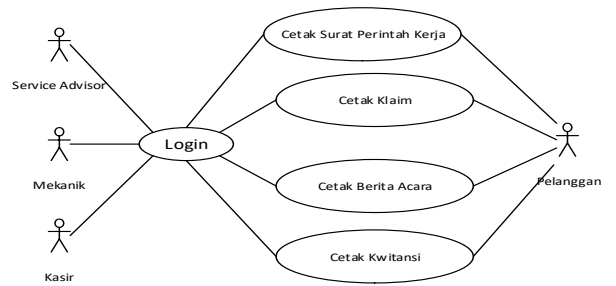 Cetak Surat Perintah Kerja
Service Advisor
Cetak Klaim
Login
Mekanik
Cetak Berita Acara
Pelanggan
Cetak Kwitansi
Kasir